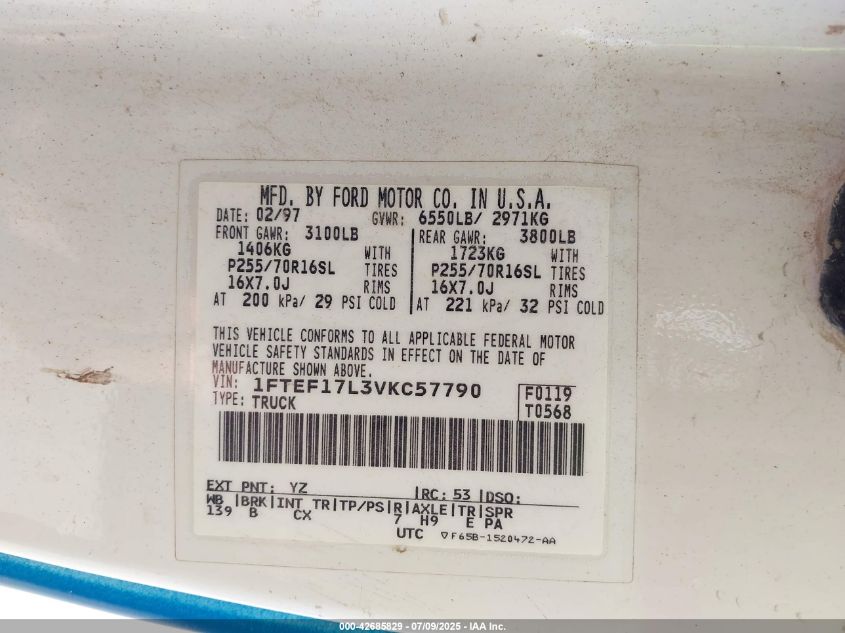 MFD. BY FORD MOTOR CO. IN U.S.A.
DATE: 02/97 GVWR: 6550LB/ 2971KG
FRONT GAWR: 3100LB REAR GAWR: 3800LB
1406KG WITH 1723KG WITH
P255/70R16SL TIRES P255/70R16SL TIRES
16X7.0J RIMS 16X7.0J RIMS
AT 200 kPa/ 29 PSI COLD AT 221 kPa/ 32 PSI COLD
THIS VEHICLE CONFORMS TO ALL APPLICABLE FEDERAL MOTOR
VEHICLE SAFETY STANDARDS IN EFFECT ON THE DATE OF
MANUFACTURE SHOWN ABOVE.
VIN: 1FTEF17L3VKC57790 F0119
TYPE: TRUCK T0568
EXT PNT: YZ RC: 53 DSO:
WB BRK INT TR TP/PS R AXLE TR SPR
139 B CX 7 H9 E PA
UTC F65B-1520472-AA
000-42685829 - 07/09/2025 - IAA Inc.